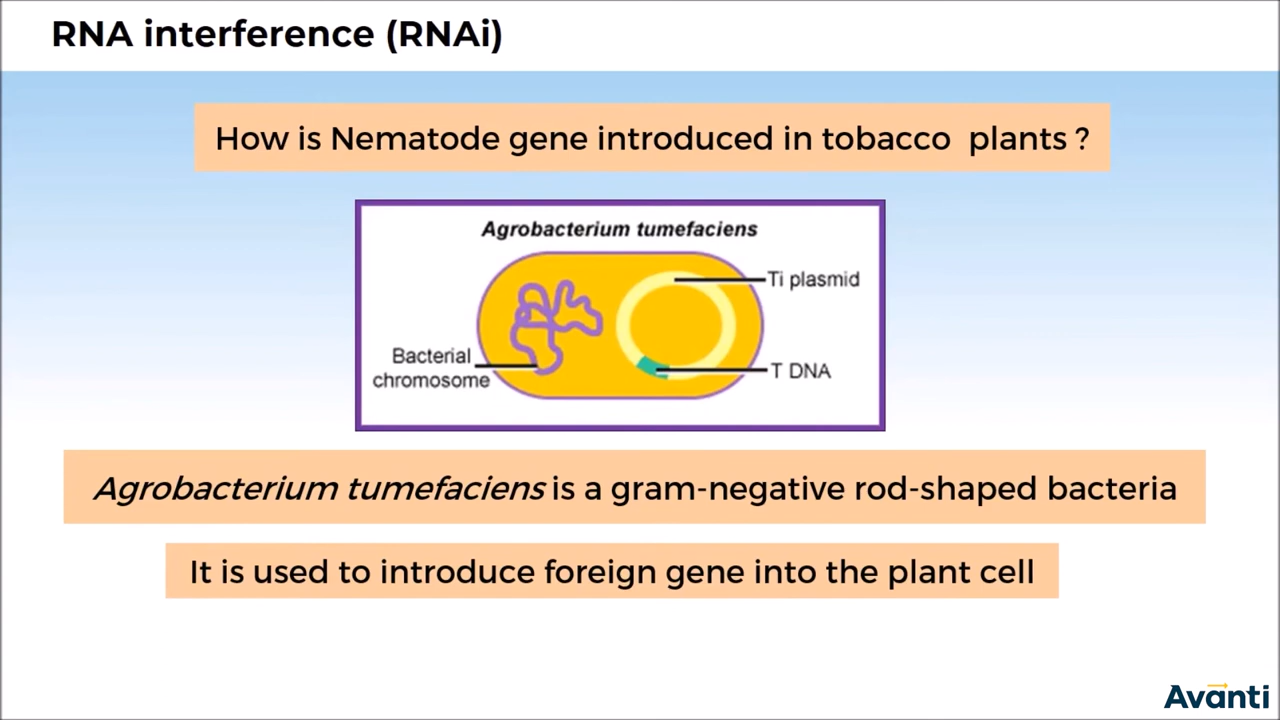 RNA interference (RNAi)
How is Nematode gene introduced in tobacco plants ?
Agrobacterium tumefaciens
Ti plasmid
Bacterial
chromosome
T DNA
Agrobacterium tumefaciens is a gram-negative rod-shaped bacteria
It is used to introduce foreign gene into the plant cell
Avanti